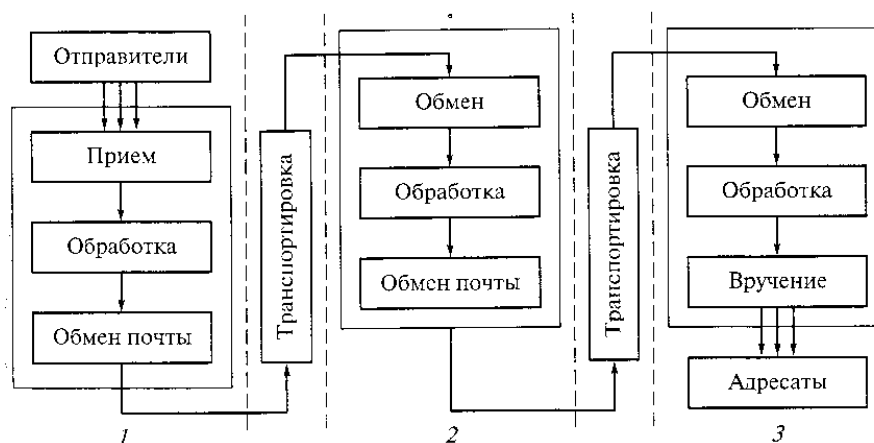 Отправители
Прием
Обработка
Обмен почты
1
Транспортировка
Обмен
Обработка
Обмен почты
2
Транспортировка
Обмен
Обработка
Вручение
Адресаты
3